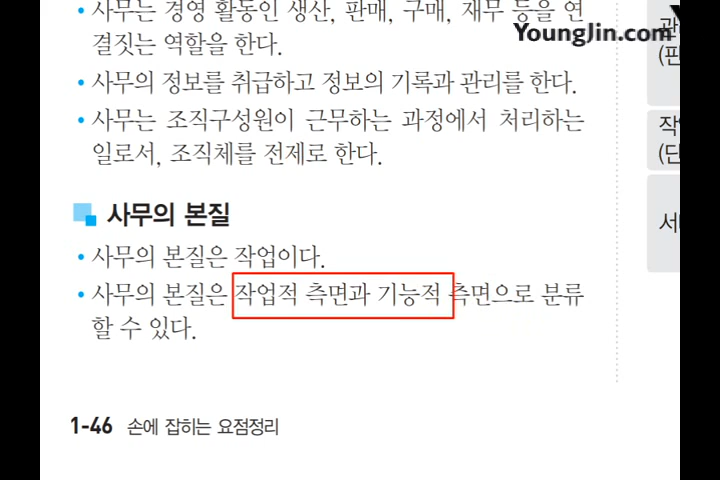 • 사무는 경영 활동인 생산, 판매, 구매, 재무 등을 연
결짓는 역할을 한다.
YoungJin.com
• 사무의 정보를 취급하고 정보의 기록과 관리를 한다.
• 사무는 조직구성원이 근무하는 과정에서 처리하는
일로서, 조직체를 전제로 한다.
사무의 본질
• 사무의 본질은 작업이다.
• 사무의 본질은 작업적 측면과 기능적 측면으로 분류
할 수 있다.
1-46 손에 잡히는 요점정리
(판
(단